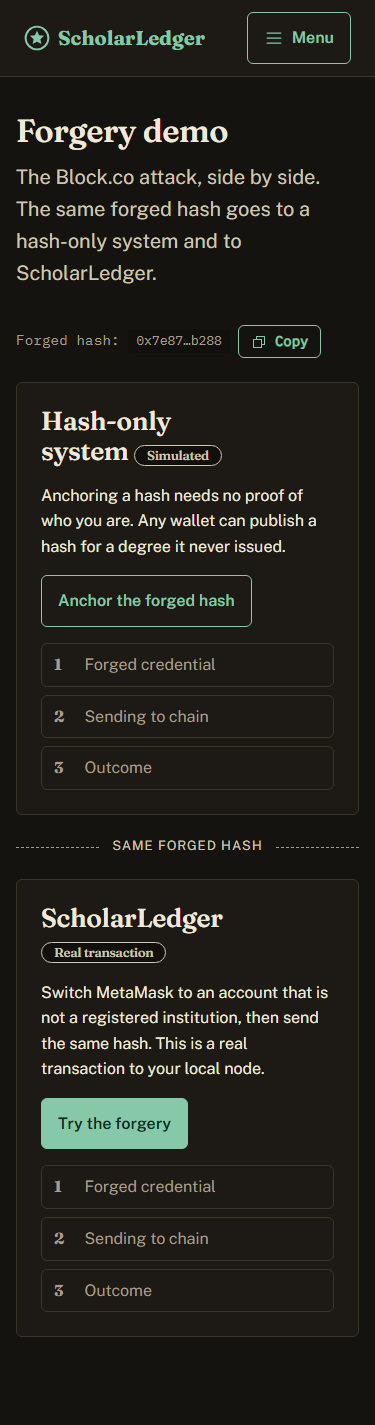 ScholarLedger
Menu
Forgery demo
The Block.co attack, side by side.
The same forged hash goes to a
hash-only system and to
ScholarLedger.
Forged hash: 0x7e87…b288 Copy
Hash-only
system Simulated
Anchoring a hash needs no proof of
who you are. Any wallet can publish a
hash for a degree it never issued.
Anchor the forged hash
1 Forged credential
2 Sending to chain
3 Outcome
SAME FORGED HASH
ScholarLedger
Real transaction
Switch MetaMask to an account that is
not a registered institution, then send
the same hash. This is a real
transaction to your local node.
Try the forgery
1 Forged credential
2 Sending to chain
3 Outcome